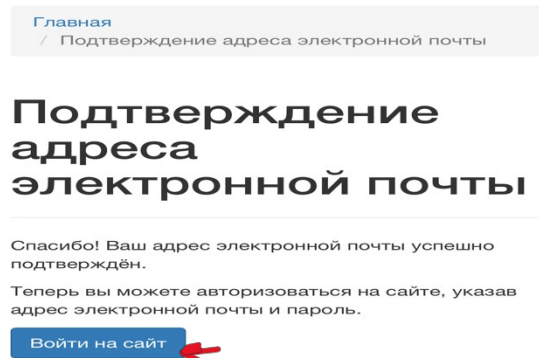 Главная
/ Подтверждение адреса электронной почты
Подтверждение
адреса
электронной почты
Спасибо! Ваш адрес электронной почты успешно
подтверждён.
Теперь вы можете авторизоваться на сайте, указав
адрес электронной почты и пароль.
Войти на сайт